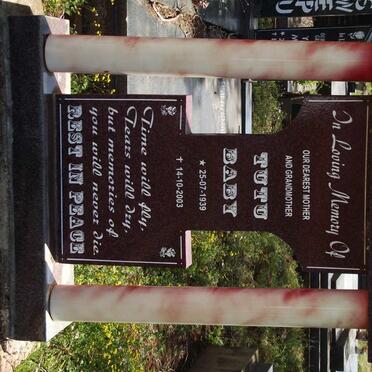 In Loving Memory Of
OUR DEAREST MOTHER
AND GRANDMOTHER
TUTU
BABY
★ 25-07-1939
✝ 14-10-2003
Time will fly,
Tears will Dry,
but memories of
you will never die.
REST IN PEACE